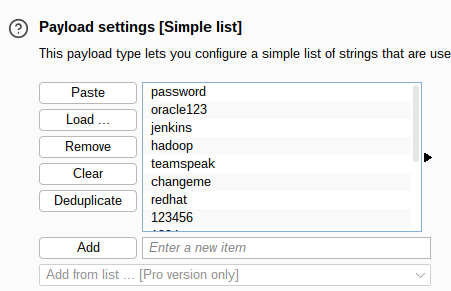 Payload settings [Simple list]
This payload type lets you configure a simple list of strings that are use
Paste
Load ...
Remove
Clear
Deduplicate
password
oracle123
jenkins
hadoop
teamspeak
changeme
redhat
123456
Add
Enter a new item
Add from list ... [Pro version only]